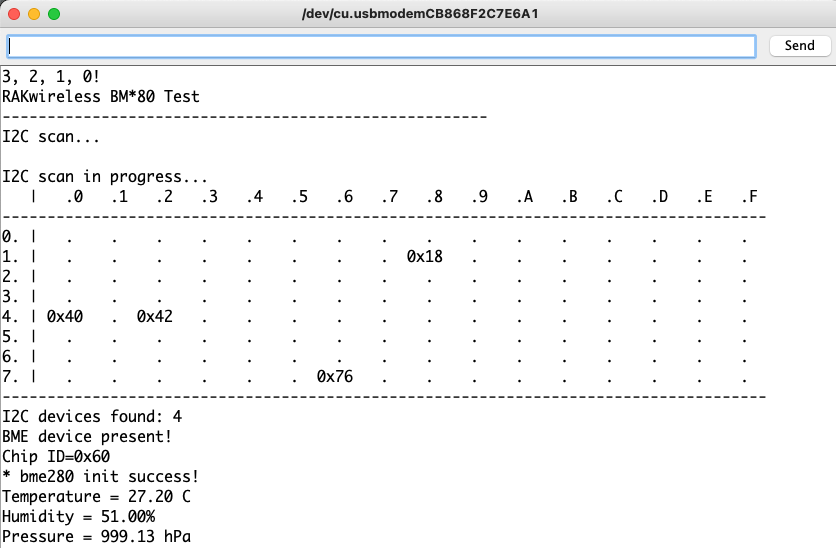 /dev/cu.usbmodemCB868F2C7E6A1
Send
3, 2, 1, 0!
RAKwireless BM*80 Test
------------------------------------------------------
I2C scan...
I2C scan in progress...
   |   .0   .1   .2   .3   .4   .5   .6   .7   .8   .9   .A   .B   .C   .D   .E   .F
-------------------------------------------------------------------------------------
0. |   .    .    .    .    .    .    .    .    .    .    .    .    .    .    .    .
1. |   .    .    .    .    .    .    .    .  0x18   .    .    .    .    .    .    .
2. |   .    .    .    .    .    .    .    .    .    .    .    .    .    .    .    .
3. |   .    .    .    .    .    .    .    .    .    .    .    .    .    .    .    .
4. | 0x40   .  0x42   .    .    .    .    .    .    .    .    .    .    .    .    .
5. |   .    .    .    .    .    .    .    .    .    .    .    .    .    .    .    .
6. |   .    .    .    .    .    .    .    .    .    .    .    .    .    .    .    .
7. |   .    .    .    .    .    .  0x76   .    .    .    .    .    .    .    .    .
-------------------------------------------------------------------------------------
I2C devices found: 4
BME device present!
Chip ID=0x60
* bme280 init success!
Temperature = 27.20 C
Humidity = 51.00%
Pressure = 999.13 hPa